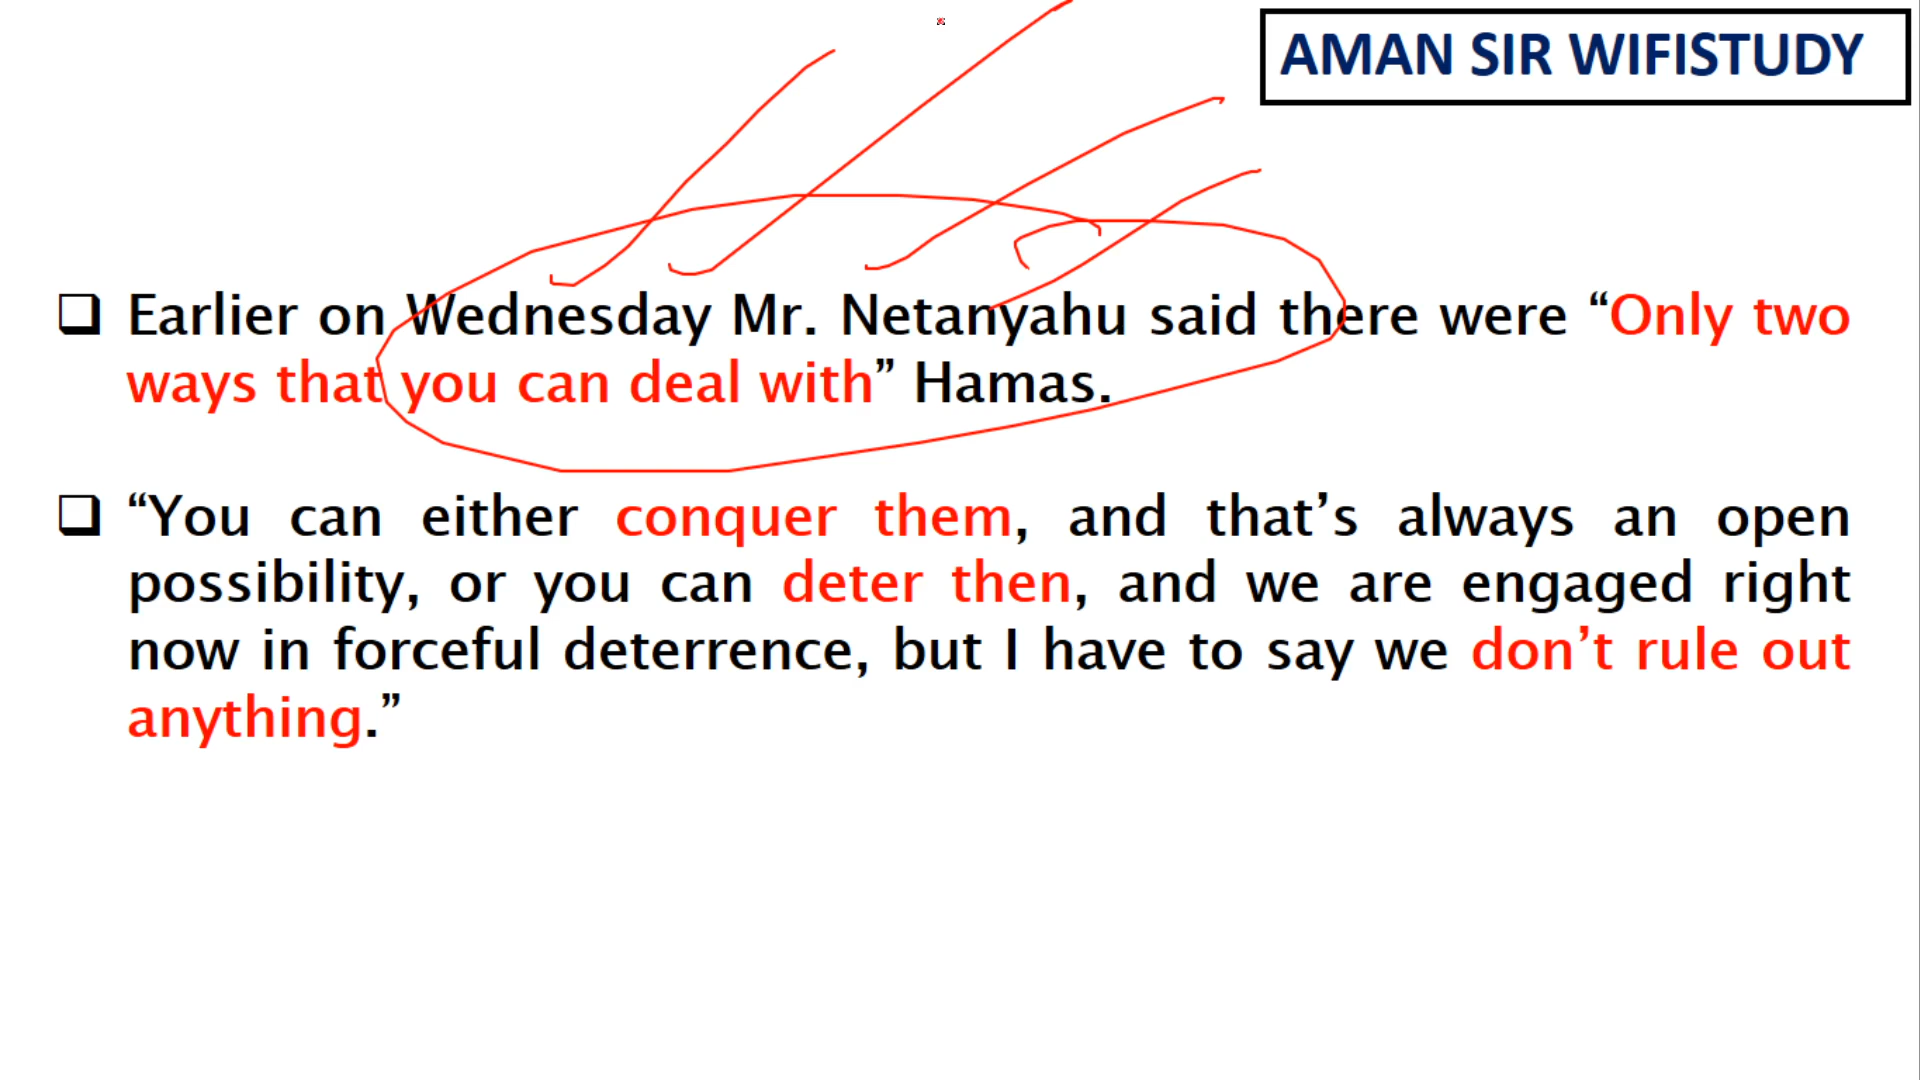 AMAN SIR WIFISTUDY
❑ Earlier on Wednesday Mr. Netanyahu said there were “Only two
ways that you can deal with” Hamas.
❑ “You can either conquer them, and that’s always an open
possibility, or you can deter then, and we are engaged right
now in forceful deterrence, but I have to say we don’t rule out
anything.”